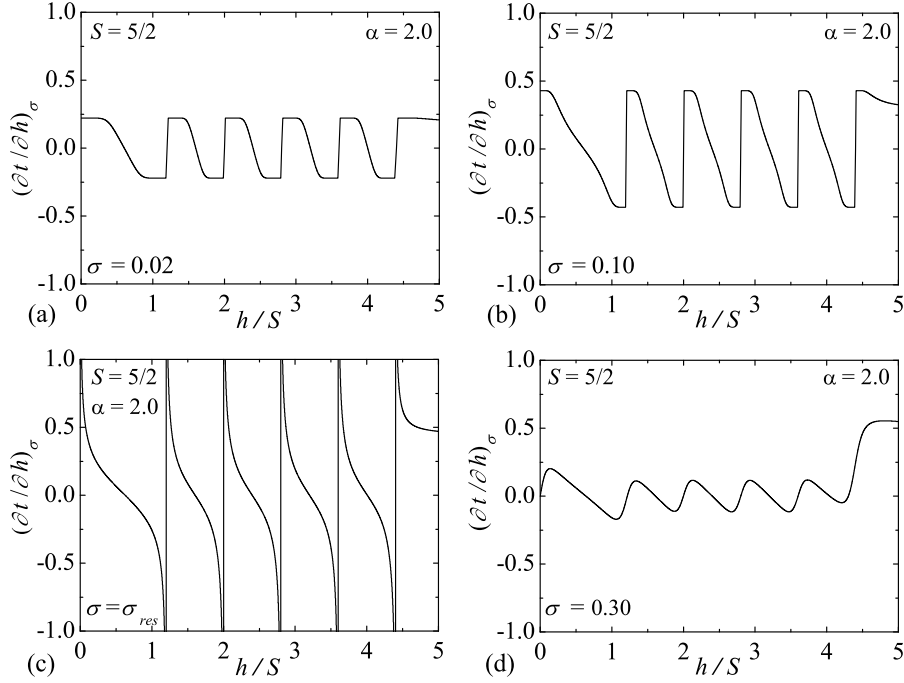 S = 5/2 α = 2.0
1.0
0.5
0.0
-0.5
-1.0
(∂t/∂h)σ
σ = 0.02
0 1 2 3 4 5
(a) h/S
S = 5/2 α = 2.0
1.0
0.5
0.0
-0.5
-1.0
(∂t/∂h)σ
σ = 0.10
0 1 2 3 4 5
(b) h/S
S = 5/2
α = 2.0
1.0
0.5
0.0
-0.5
-1.0
(∂t/∂h)σ
σ = σres
0 1 2 3 4 5
(c) h/S
S = 5/2 α = 2.0
1.0
0.5
0.0
-0.5
-1.0
(∂t/∂h)σ
σ = 0.30
0 1 2 3 4 5
(d) h/S